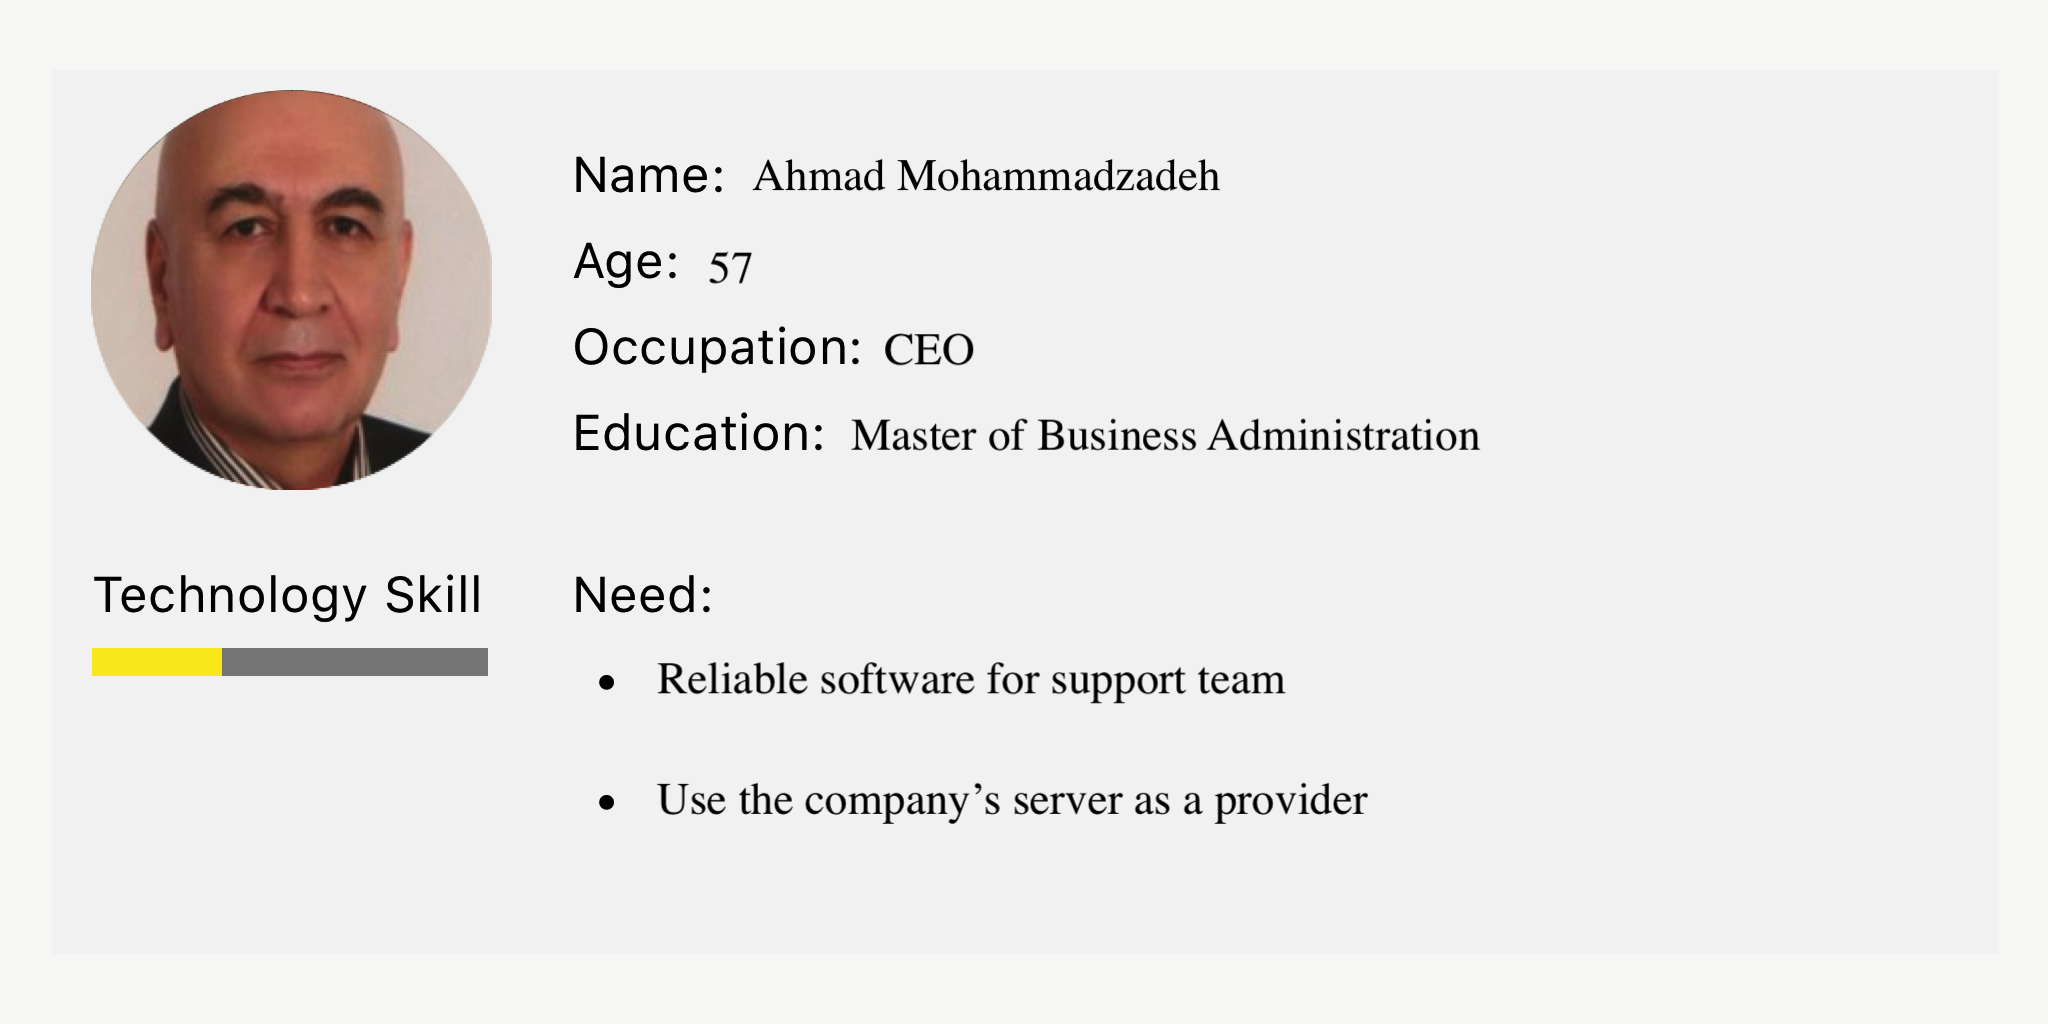 Name: Ahmad Mohammadzadeh
Age: 57
Occupation: CEO
Education: Master of Business Administration
Technology Skill
Need:
• Reliable software for support team
• Use the company’s server as a provider